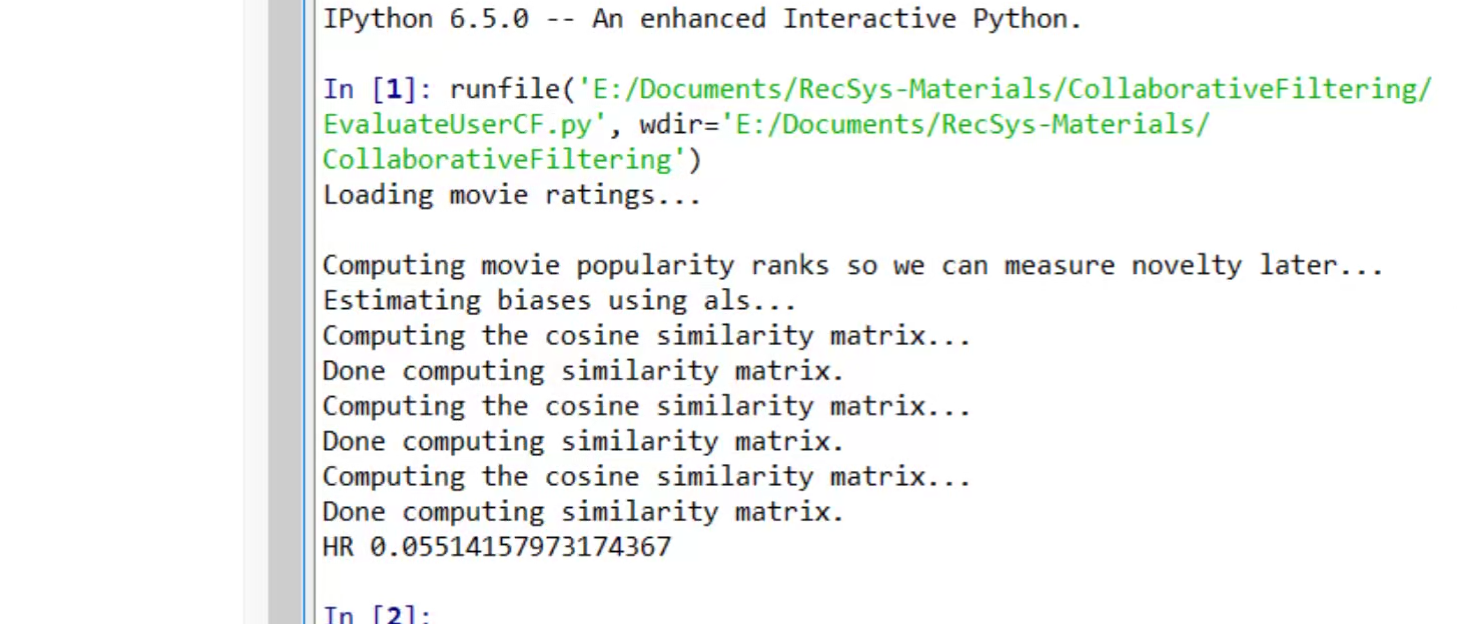 IPython 6.5.0 -- An enhanced Interactive Python.
In [1]: runfile('E:/Documents/RecSys-Materials/CollaborativeFiltering/
EvaluateUserCF.py', wdir='E:/Documents/RecSys-Materials/
CollaborativeFiltering')
Loading movie ratings...
Computing movie popularity ranks so we can measure novelty later...
Estimating biases using als...
Computing the cosine similarity matrix...
Done computing similarity matrix.
Computing the cosine similarity matrix...
Done computing similarity matrix.
Computing the cosine similarity matrix...
Done computing similarity matrix.
HR 0.05514157973174367
In [2]: